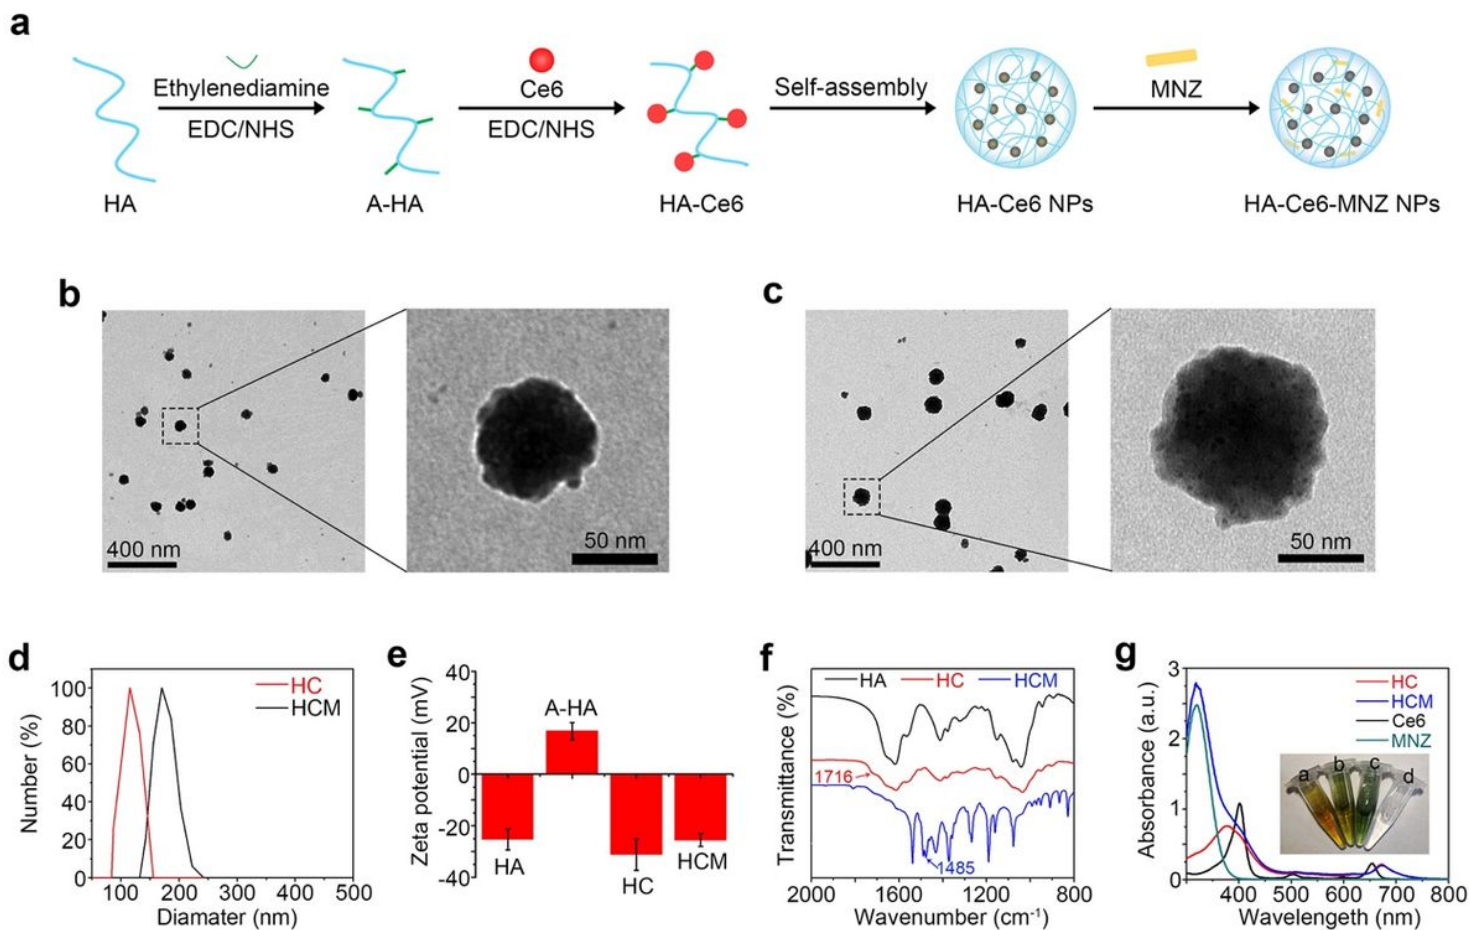 a
Ethylenediamine
EDC/NHS
Ce6
EDC/NHS
Self-assembly
MNZ
HA
A-HA
HA-Ce6
HA-Ce6 NPs
HA-Ce6-MNZ NPs
b
400 nm
50 nm
c
400 nm
50 nm
d
Number (%)
100
80
60
40
20
0
HC
HCM
100 200 300 400 500
Diamater (nm)
e
Zeta potential (mV)
40
20
0
-20
-40
HA
A-HA
HC
HCM
f
Transmittance (%)
HA HC HCM
1716
1485
2000 1600 1200 800
Wavenumber (cm-1)
g
Absorbance (a.u.)
3
2
1
0
HC
HCM
Ce6
MNZ
a b c d
400 500 600 700 800
Wavelengeth (nm)